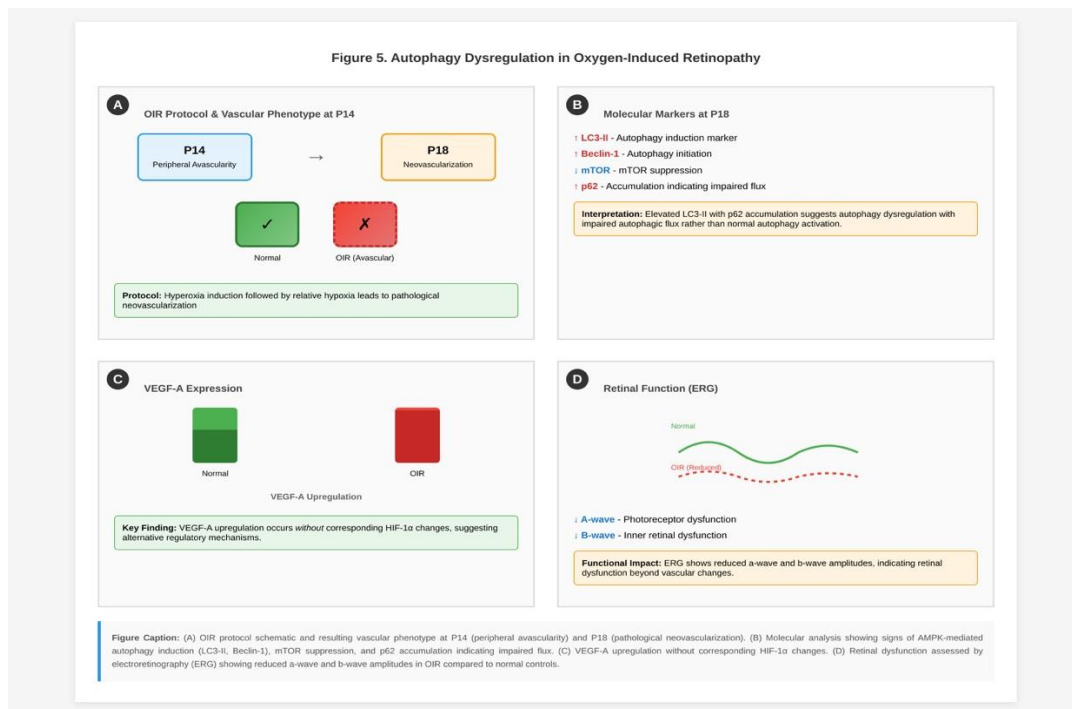 Figure 5. Autophagy Dysregulation in Oxygen-Induced Retinopathy
A
OIR Protocol & Vascular Phenotype at P14
P14
Peripheral Avascularity
→
P18
Neovascularization
✓
✗
Normal
OIR (Avascular)
Protocol: Hyperoxia induction followed by relative hypoxia leads to pathological
neovascularization
B
Molecular Markers at P18
↑ LC3-II - Autophagy induction marker
↑ Beclin-1 - Autophagy initiation
↓ mTOR - mTOR suppression
↑ p62 - Accumulation indicating impaired flux
Interpretation: Elevated LC3-II with p62 accumulation suggests autophagy dysregulation with
impaired autophagic flux rather than normal autophagy activation.
C
VEGF-A Expression
Normal
OIR
VEGF-A Upregulation
Key Finding: VEGF-A upregulation occurs without corresponding HIF-1α changes, suggesting
alternative regulatory mechanisms.
D
Retinal Function (ERG)
Normal
OIR (Reduced)
↓ A-wave - Photoreceptor dysfunction
↓ B-wave - Inner retinal dysfunction
Functional Impact: ERG shows reduced a-wave and b-wave amplitudes, indicating retinal
dysfunction beyond vascular changes.
Figure Caption: (A) OIR protocol schematic and resulting vascular phenotype at P14 (peripheral avascularity) and P18 (pathological neovascularization). (B) Molecular analysis showing signs of AMPK-mediated
autophagy induction (LC3-II, Beclin-1), mTOR suppression, and p62 accumulation indicating impaired flux. (C) VEGF-A upregulation without corresponding HIF-1α changes. (D) Retinal dysfunction assessed by
electroretinography (ERG) showing reduced a-wave and b-wave amplitudes in OIR compared to normal controls.